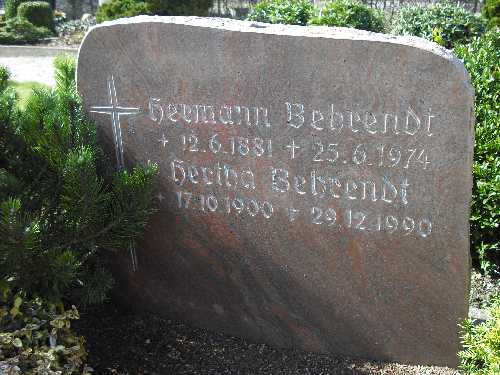 Hermann Behrendt
* 12.6.1881 † 25.6.1974
Hertha Behrendt
* 17.10.1900 † 29.12.1990